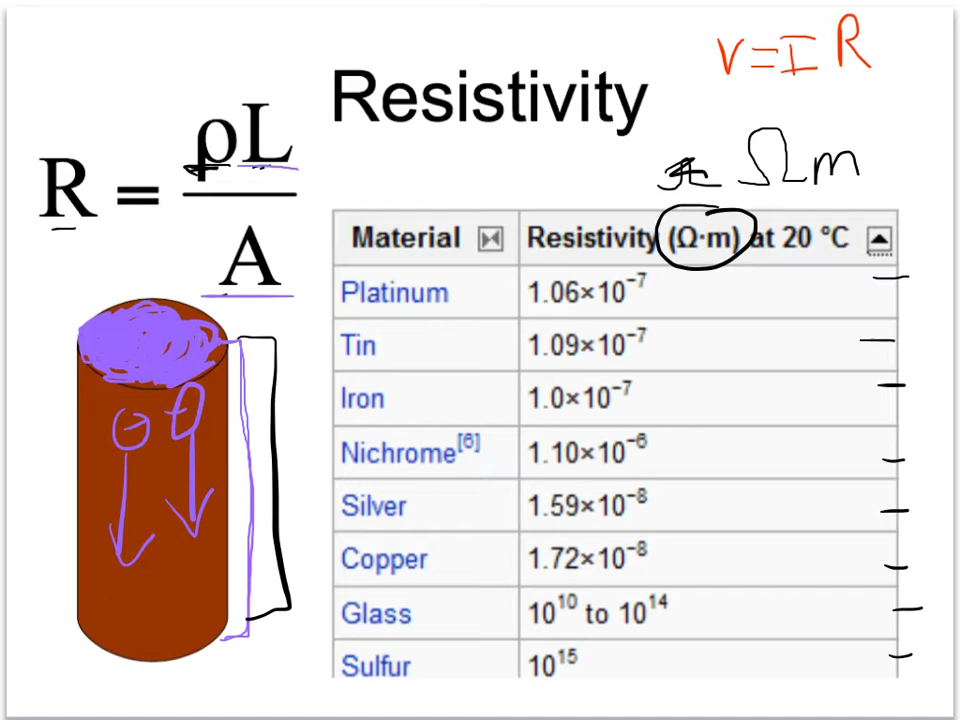 V = I R
Resistivity
R = ρL / A
Ωm
Material Resistivity (Ω·m) at 20 °C
Platinum 1.06×10⁻⁷
Tin 1.09×10⁻⁷
Iron 1.0×10⁻⁷
Nichrome[6] 1.10×10⁻⁶
Silver 1.59×10⁻⁸
Copper 1.72×10⁻⁸
Glass 10¹⁰ to 10¹⁴
Sulfur 10¹⁵